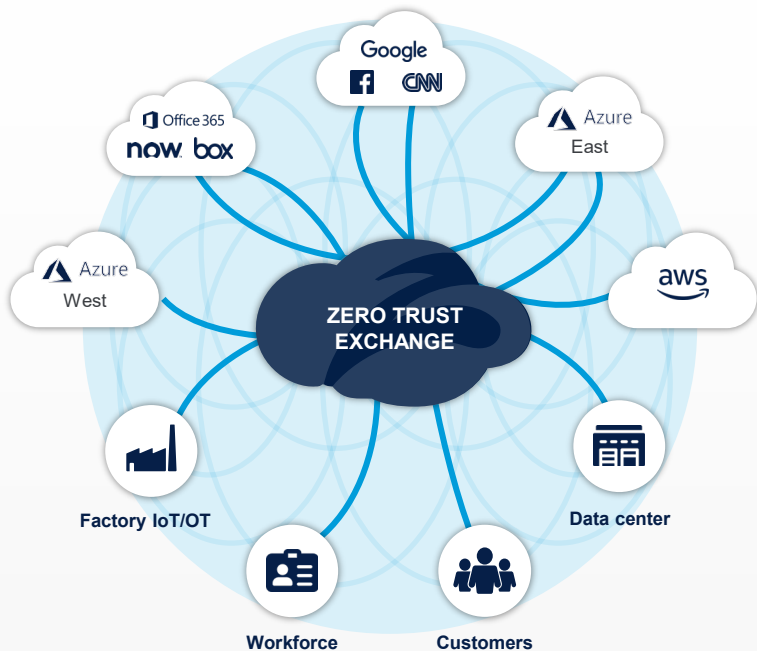 Google
f CNN
Office 365
now. box
Azure
East
Azure
West
aws
ZERO TRUST
EXCHANGE
Factory IoT/OT
Data center
Workforce
Customers